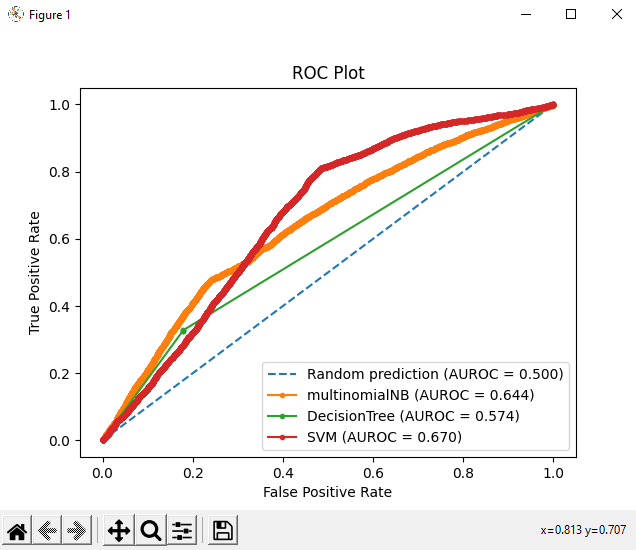 Figure 1
ROC Plot
1.0
0.8
0.6
0.4
0.2
0.0
True Positive Rate
Random prediction (AUROC = 0.500)
multinomialNB (AUROC = 0.644)
DecisionTree (AUROC = 0.574)
SVM (AUROC = 0.670)
0.0 0.2 0.4 0.6 0.8 1.0
False Positive Rate
x=0.813 y=0.707